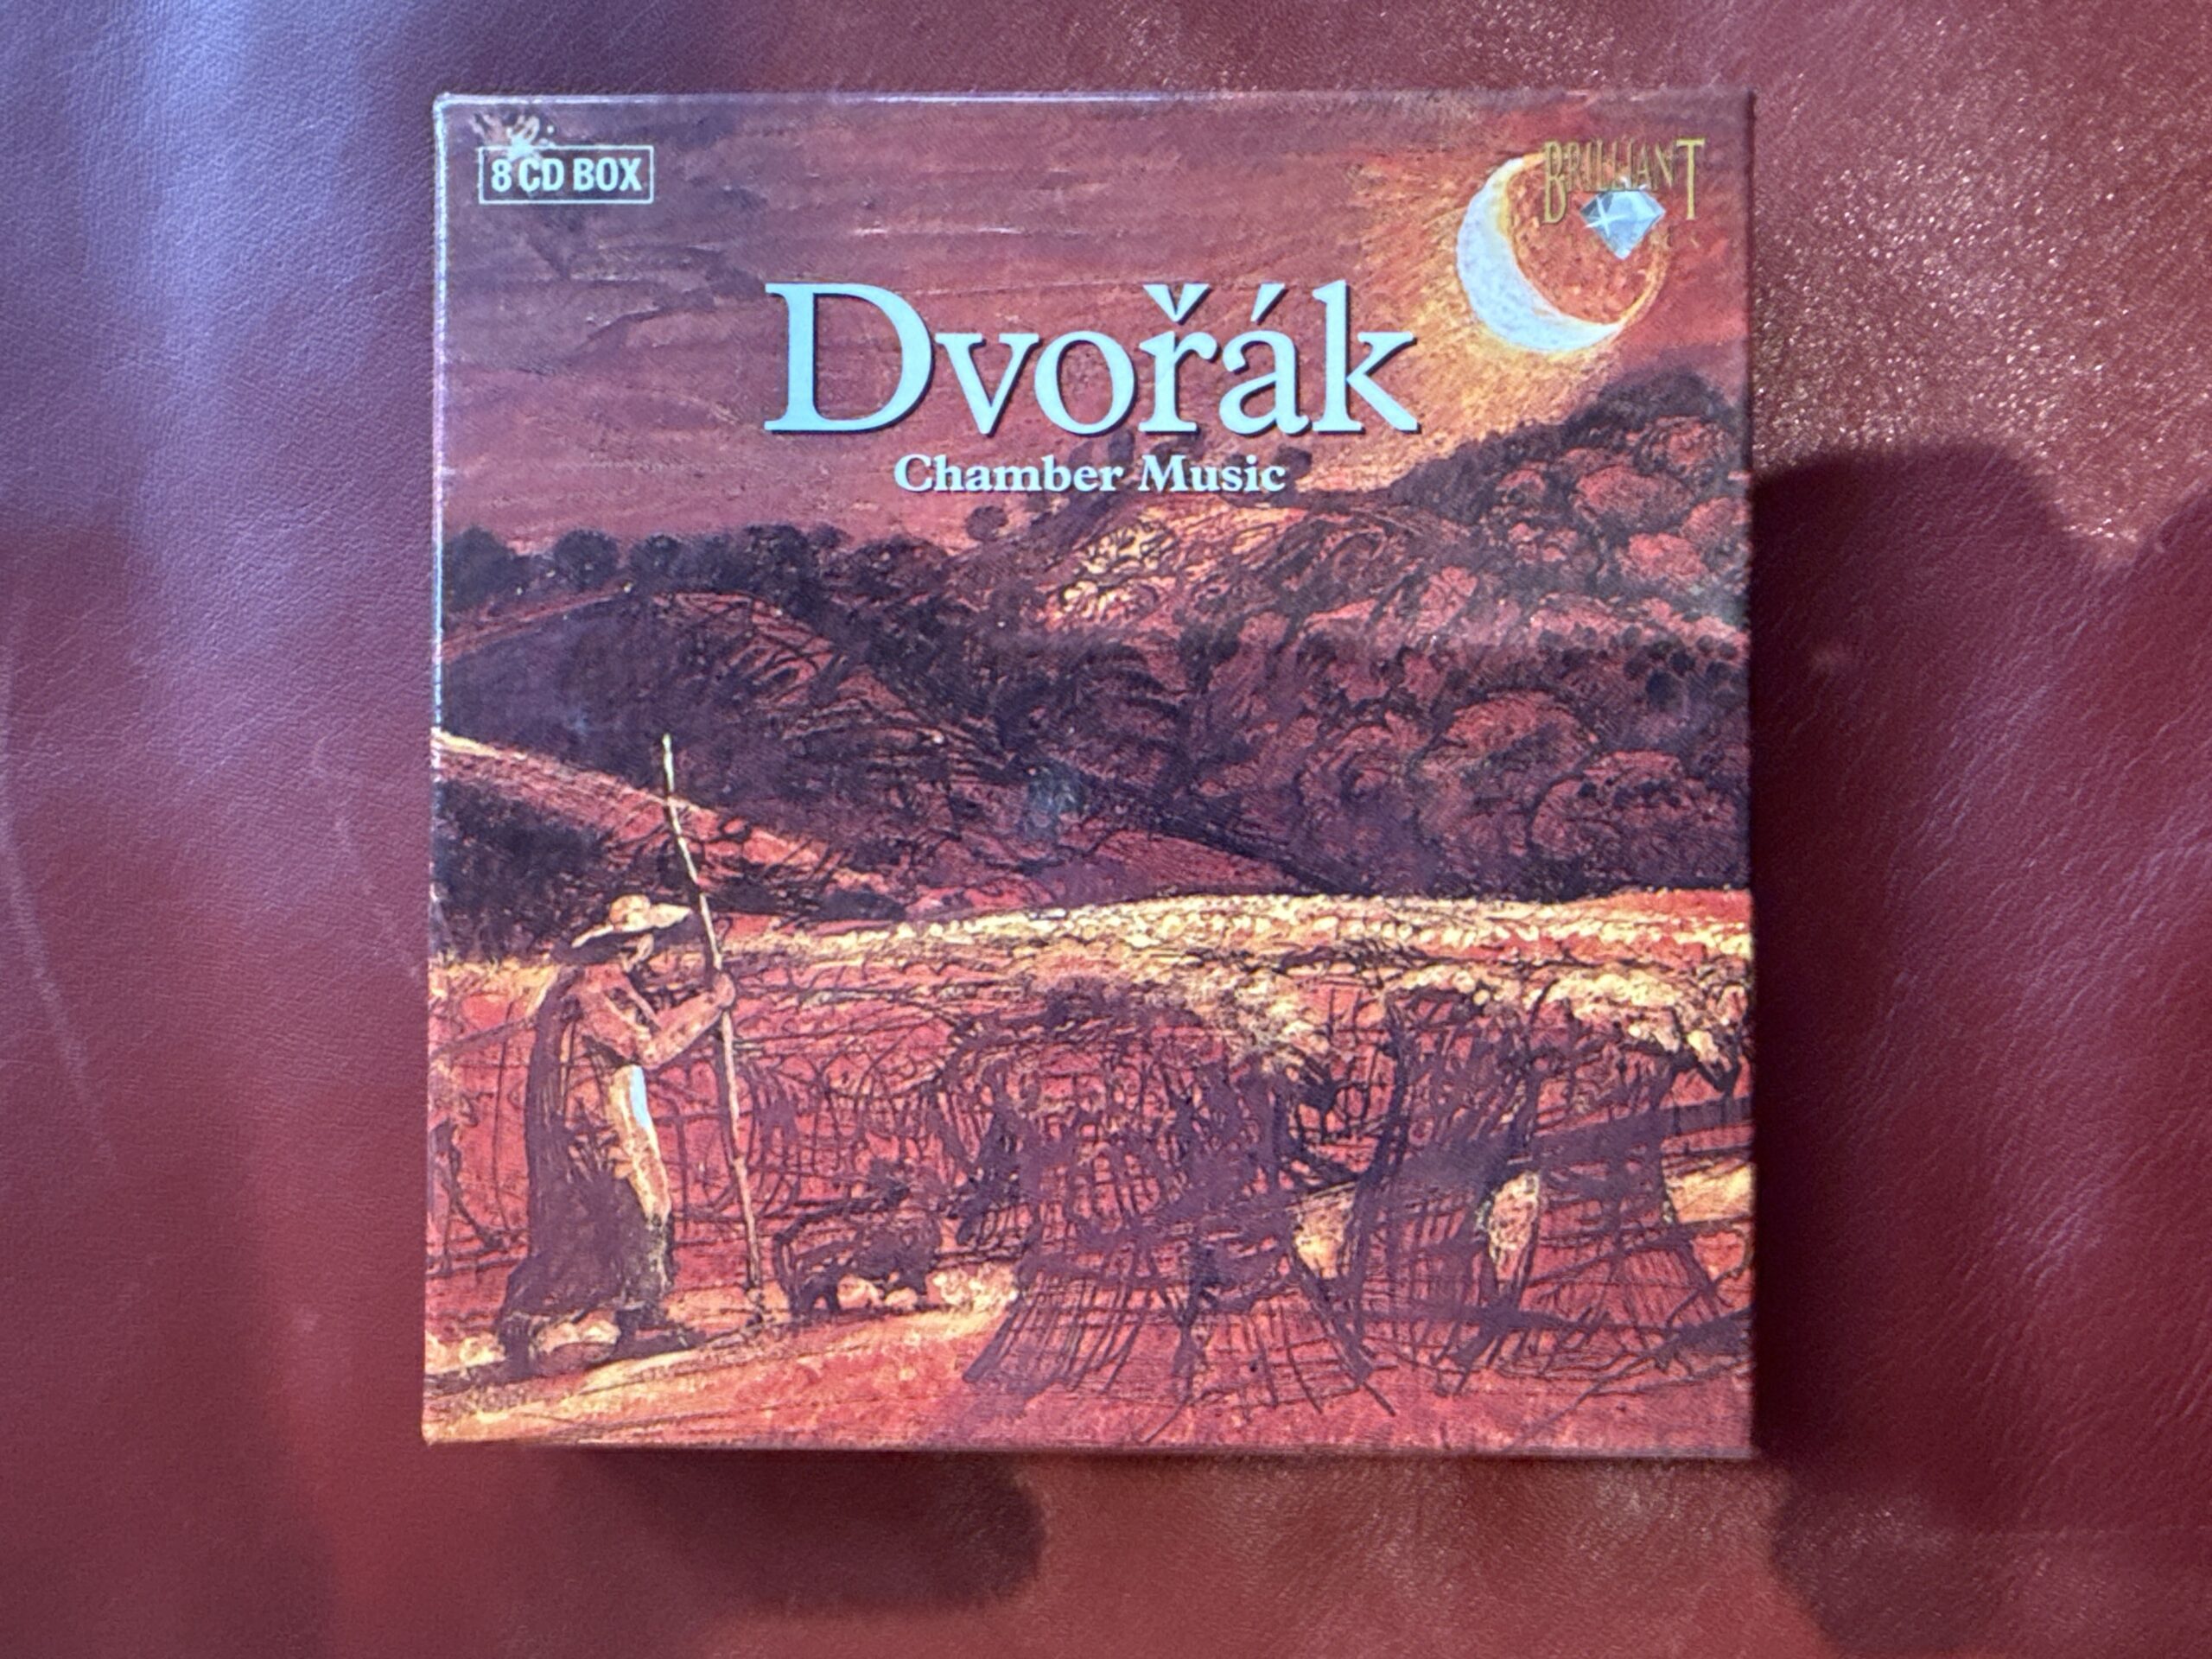 8 CD BOX
BRILLIANT
Dvořák
Chamber Music